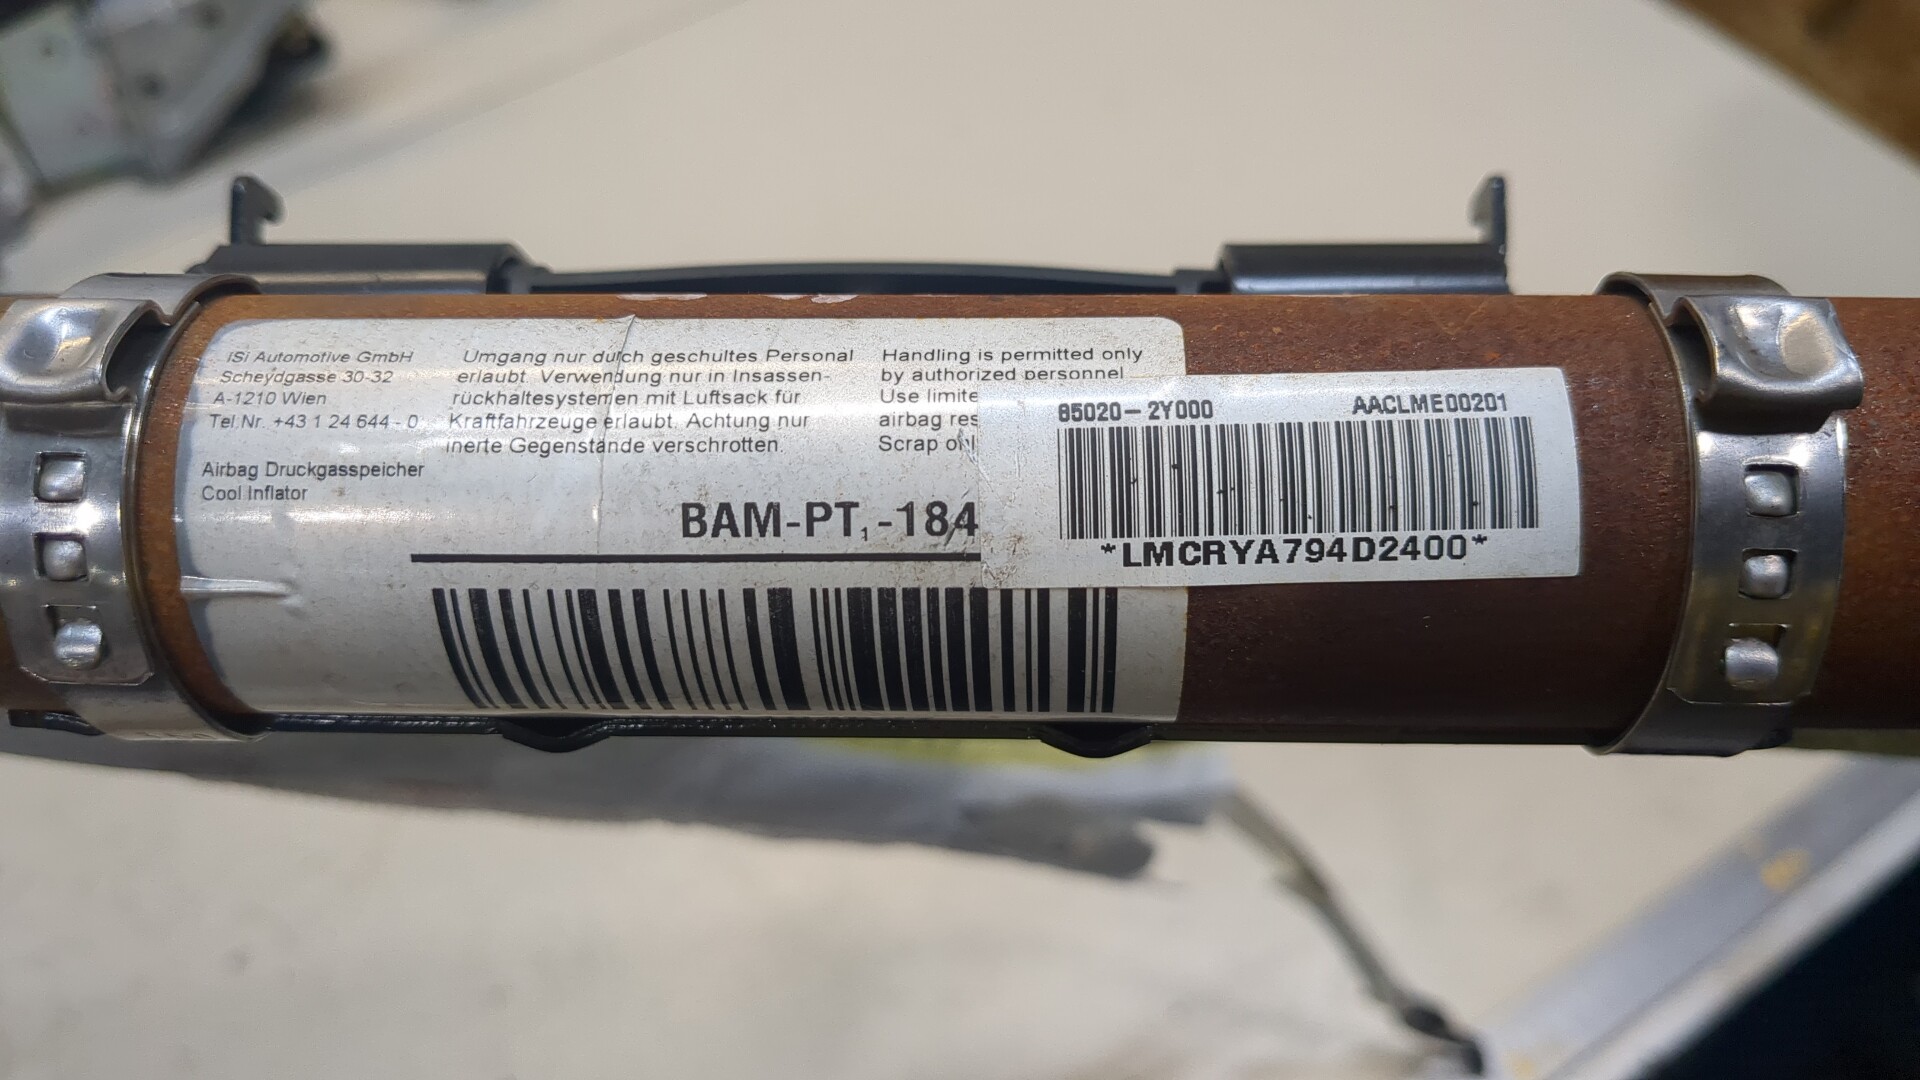 iSi Automotive GmbH
Scheydgasse 30-32
A-1210 Wien
Tel.Nr. +43 1 24 644 - 0
Airbag Druckgasspeicher
Cool Inflator
Umgang nur durch geschultes Personal
erlaubt. Verwendung nur in Insassen-
rückhaltesystemen mit Luftsack für
Kraftfahrzeuge erlaubt. Achtung nur
inerte Gegenstände verschrotten.
Handling is permitted only
by authorized personnel
Use limite
airbag res
Scrap
BAM-PT₁-184
85020-2Y000 AACLME00201
*LMCRYA794D2400*